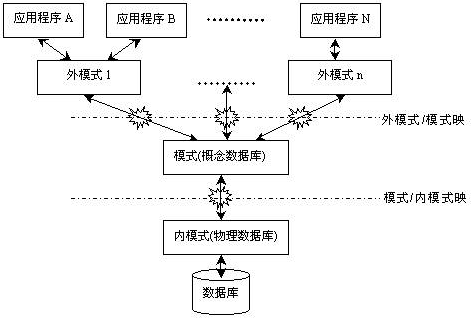 应用程序 A 应用程序 B ········· 应用程序 N
外模式 1 ········· 外模式 n
外模式/模式映
模式(概念数据库)
模式/内模式映
内模式(物理数据库)
数据库